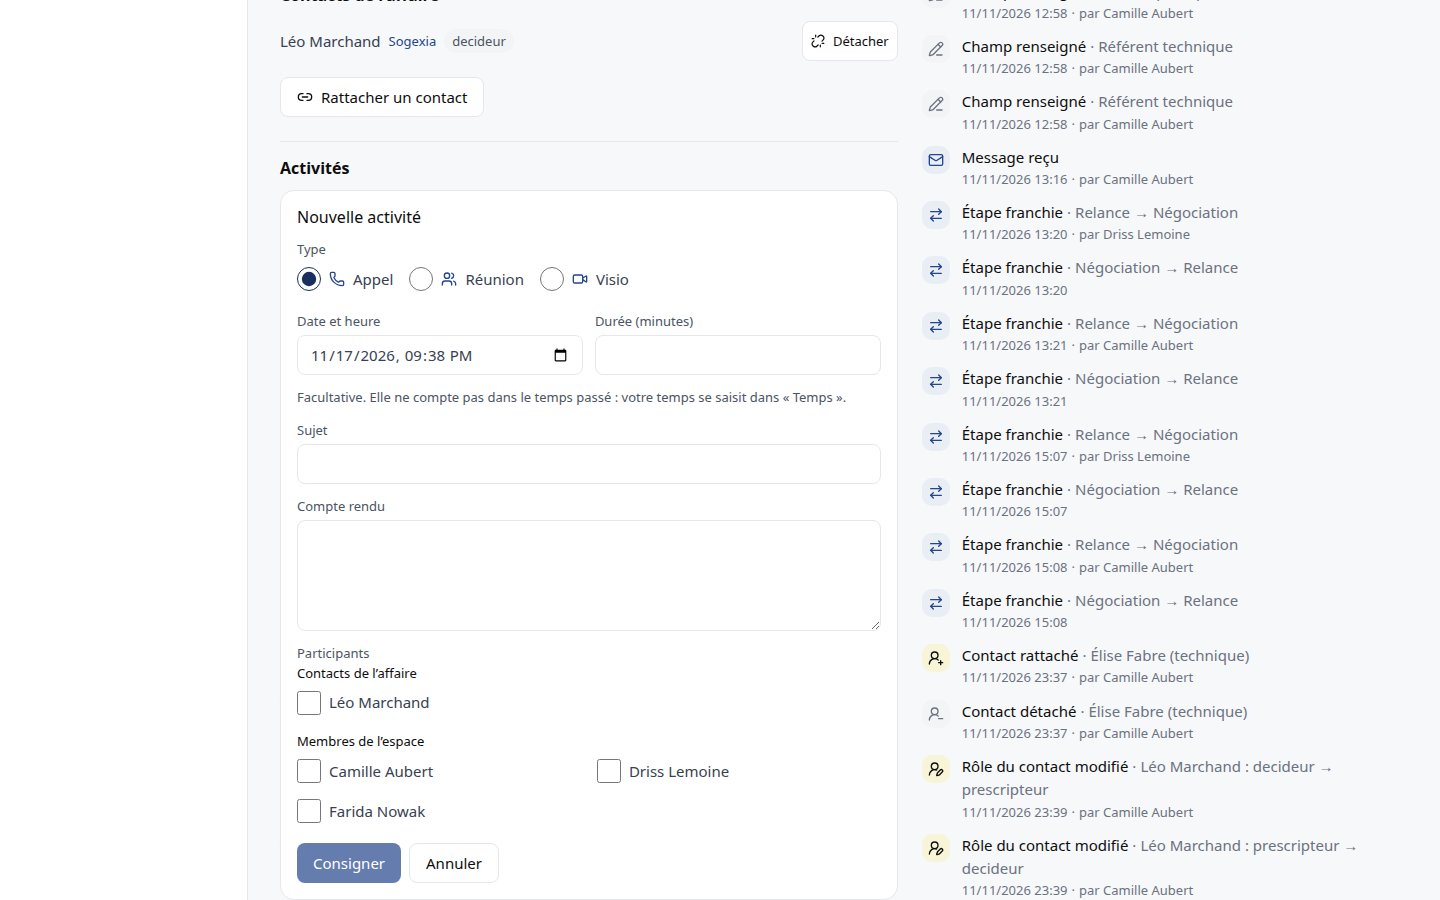 Léo Marchand Sogexia decideur
Détacher
Rattacher un contact
Activités
Nouvelle activité
Type
Appel
Réunion
Visio
Date et heure
Durée (minutes)
11/17/2026, 09:38 PM
Facultative. Elle ne compte pas dans le temps passé : votre temps se saisit dans « Temps ».
Sujet
Compte rendu
Participants
Contacts de l’affaire
Léo Marchand
Membres de l’espace
Camille Aubert
Driss Lemoine
Farida Nowak
Consigner
Annuler
11/11/2026 12:58 · par Camille Aubert
Champ renseigné · Référent technique
11/11/2026 12:58 · par Camille Aubert
Champ renseigné · Référent technique
11/11/2026 12:58 · par Camille Aubert
Message reçu
11/11/2026 13:16 · par Camille Aubert
Étape franchie · Relance → Négociation
11/11/2026 13:20 · par Driss Lemoine
Étape franchie · Négociation → Relance
11/11/2026 13:20
Étape franchie · Relance → Négociation
11/11/2026 13:21 · par Camille Aubert
Étape franchie · Négociation → Relance
11/11/2026 13:21
Étape franchie · Relance → Négociation
11/11/2026 15:07 · par Driss Lemoine
Étape franchie · Négociation → Relance
11/11/2026 15:07
Étape franchie · Relance → Négociation
11/11/2026 15:08 · par Camille Aubert
Étape franchie · Négociation → Relance
11/11/2026 15:08
Contact rattaché · Élise Fabre (technique)
11/11/2026 23:37 · par Camille Aubert
Contact détaché · Élise Fabre (technique)
11/11/2026 23:37 · par Camille Aubert
Rôle du contact modifié · Léo Marchand : decideur →
prescripteur
11/11/2026 23:39 · par Camille Aubert
Rôle du contact modifié · Léo Marchand : prescripteur →
decideur
11/11/2026 23:39 · par Camille Aubert